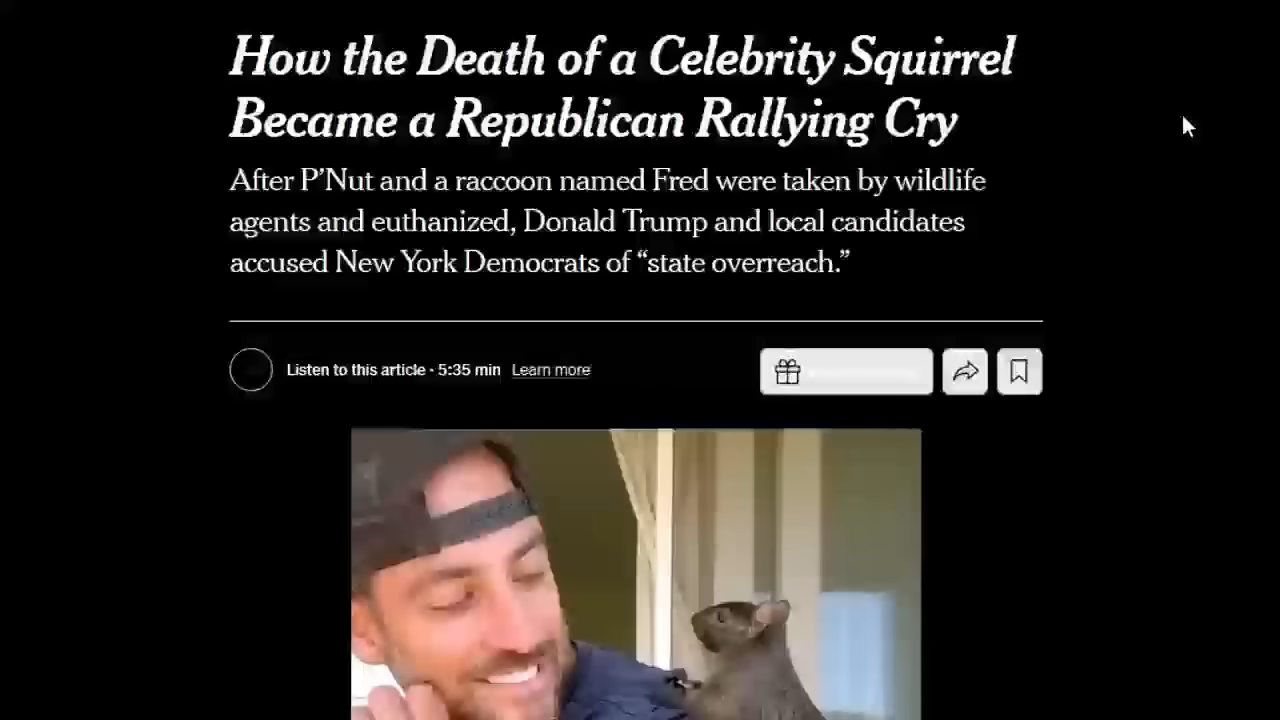 How the Death of a Celebrity Squirrel
Became a Republican Rallying Cry
After P’Nut and a raccoon named Fred were taken by wildlife
agents and euthanized, Donald Trump and local candidates
accused New York Democrats of “state overreach.”
Listen to this article · 5:35 min Learn more